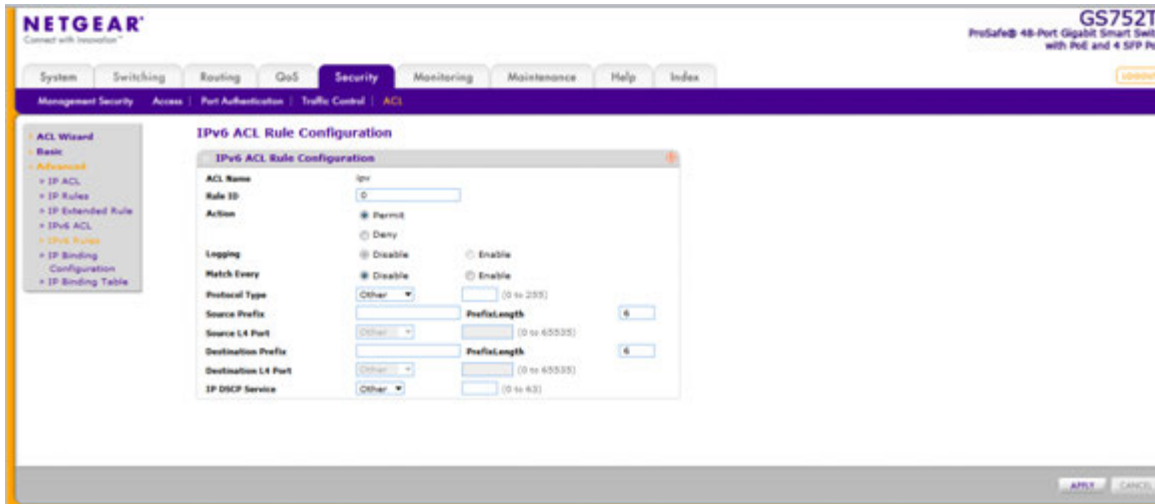 NETGEAR®
Connect with Innovation™
GS752T
ProSafe® 48-Port Gigabit Smart Swit
with PoE and 4 SFP Po
System Switching Routing QoS Security Monitoring Maintenance Help Index
LOGOUT
Management Security Access Port Authentication Traffic Control ACL
ACL Wizard
Basic
Advanced
IP ACL
IP Rules
IP Extended Rule
IPv6 ACL
IPv6 Rules
IP Binding
Configuration
IP Binding Table
IPv6 ACL Rule Configuration
IPv6 ACL Rule Configuration
ACL Name ipv
Rule ID 0
Action Permit
Deny
Logging Disable Enable
Match Every Disable Enable
Protocol Type Other (0 to 255)
Source Prefix PrefixLength 6
Source L4 Port Other (0 to 65535)
Destination Prefix PrefixLength 6
Destination L4 Port Other (0 to 65535)
IP DSCP Service Other (0 to 63)
APPLY CANCEL